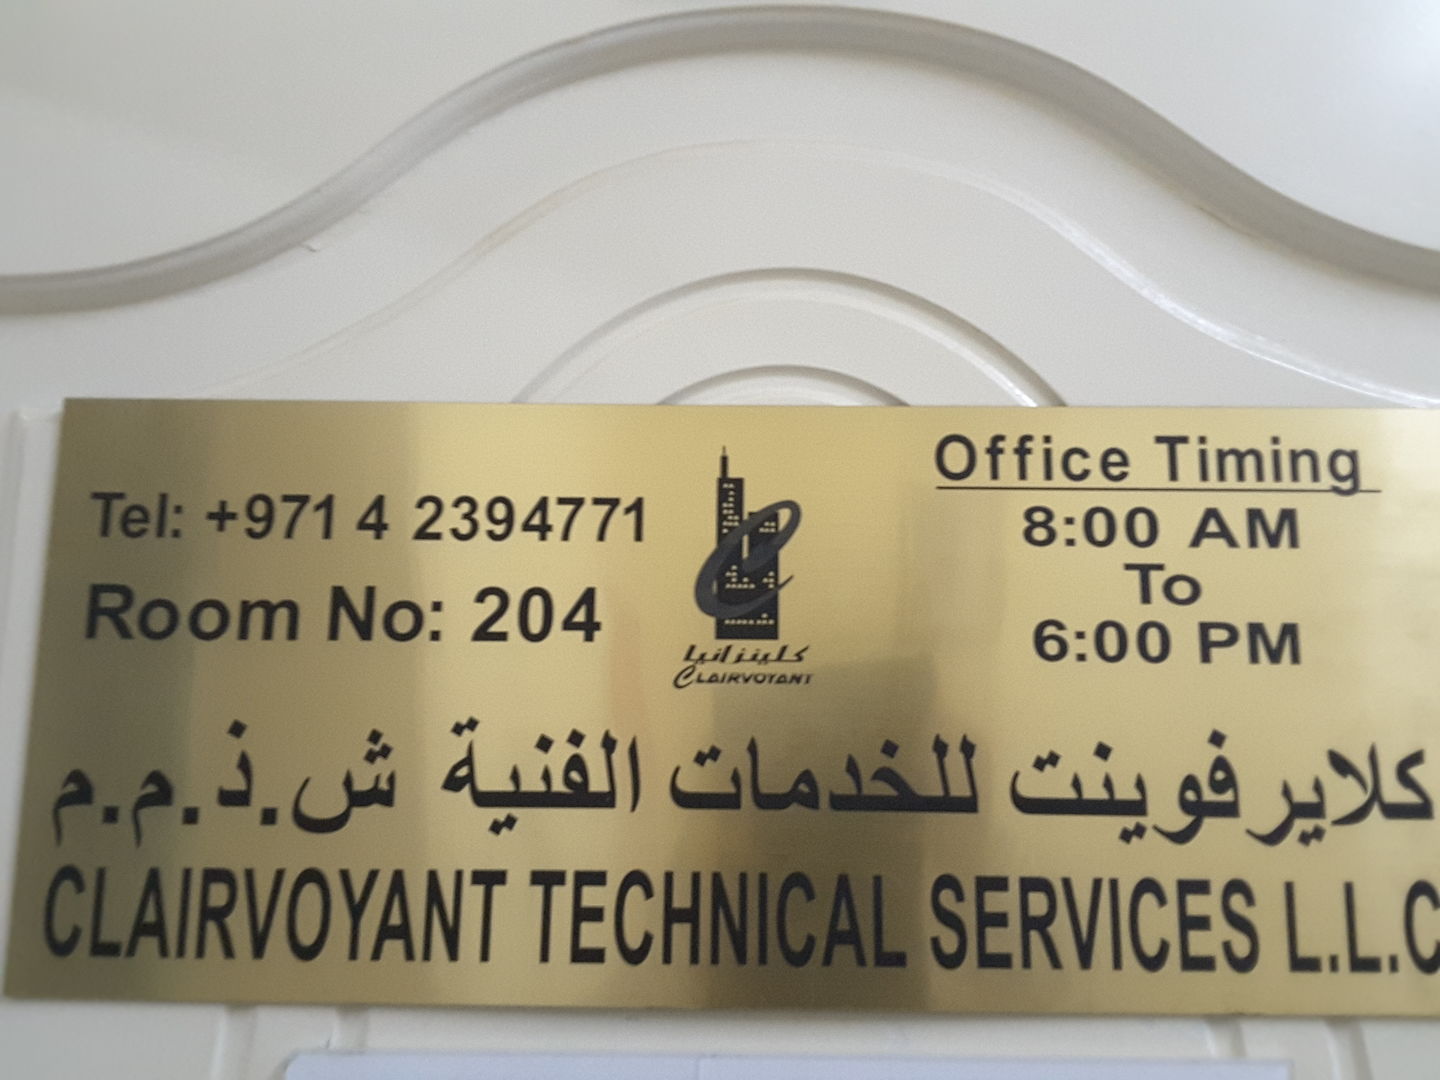 Tel: +971 4 2394771
Room No: 204
CLAIRVOYANT
Office Timing
8:00 AM
To
6:00 PM
كلايرفوينت للخدمات الفنية ش.ذ.م.م
CLAIRVOYANT TECHNICAL SERVICES L.L.C